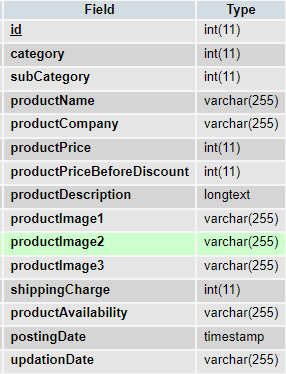 Field Type
id int(11)
category int(11)
subCategory int(11)
productName varchar(255)
productCompany varchar(255)
productPrice int(11)
productPriceBeforeDiscount int(11)
productDescription longtext
productImage1 varchar(255)
productImage2 varchar(255)
productImage3 varchar(255)
shippingCharge int(11)
productAvailability varchar(255)
postingDate timestamp
updationDate varchar(255)